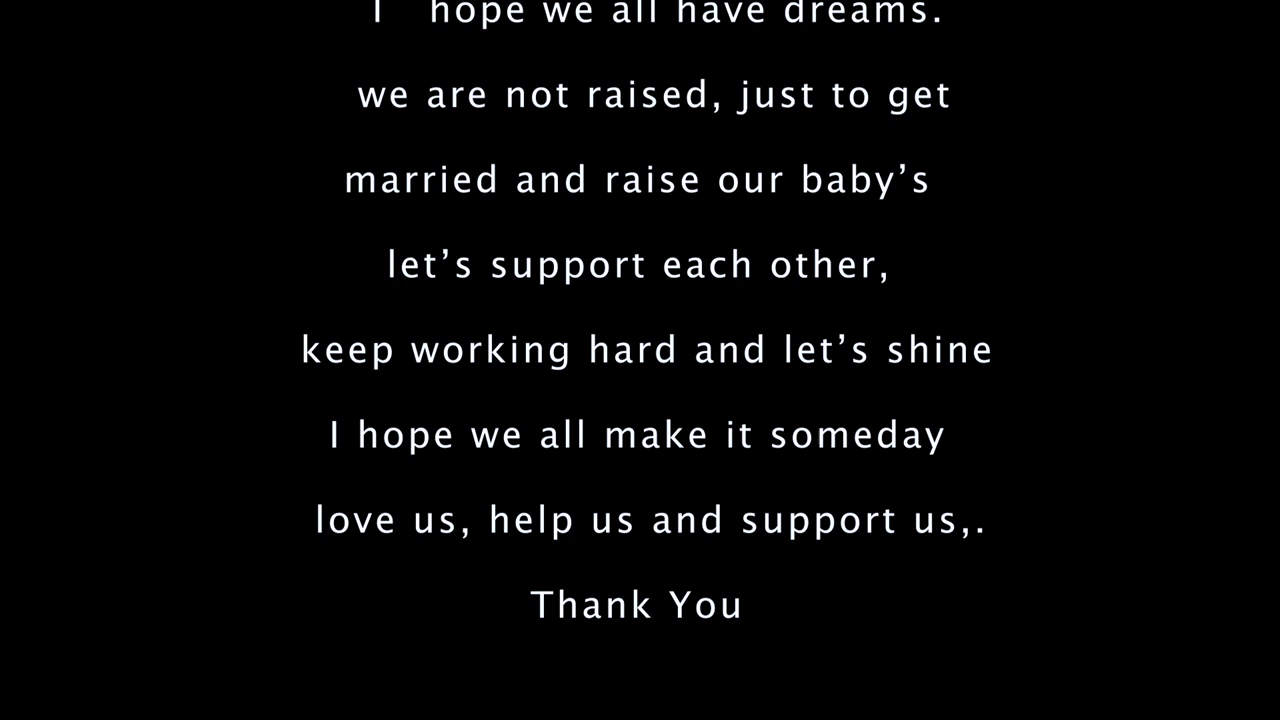 I hope we all have dreams.
we are not raised, just to get
married and raise our baby’s
let’s support each other,
keep working hard and let’s shine
I hope we all make it someday
love us, help us and support us,.
Thank You